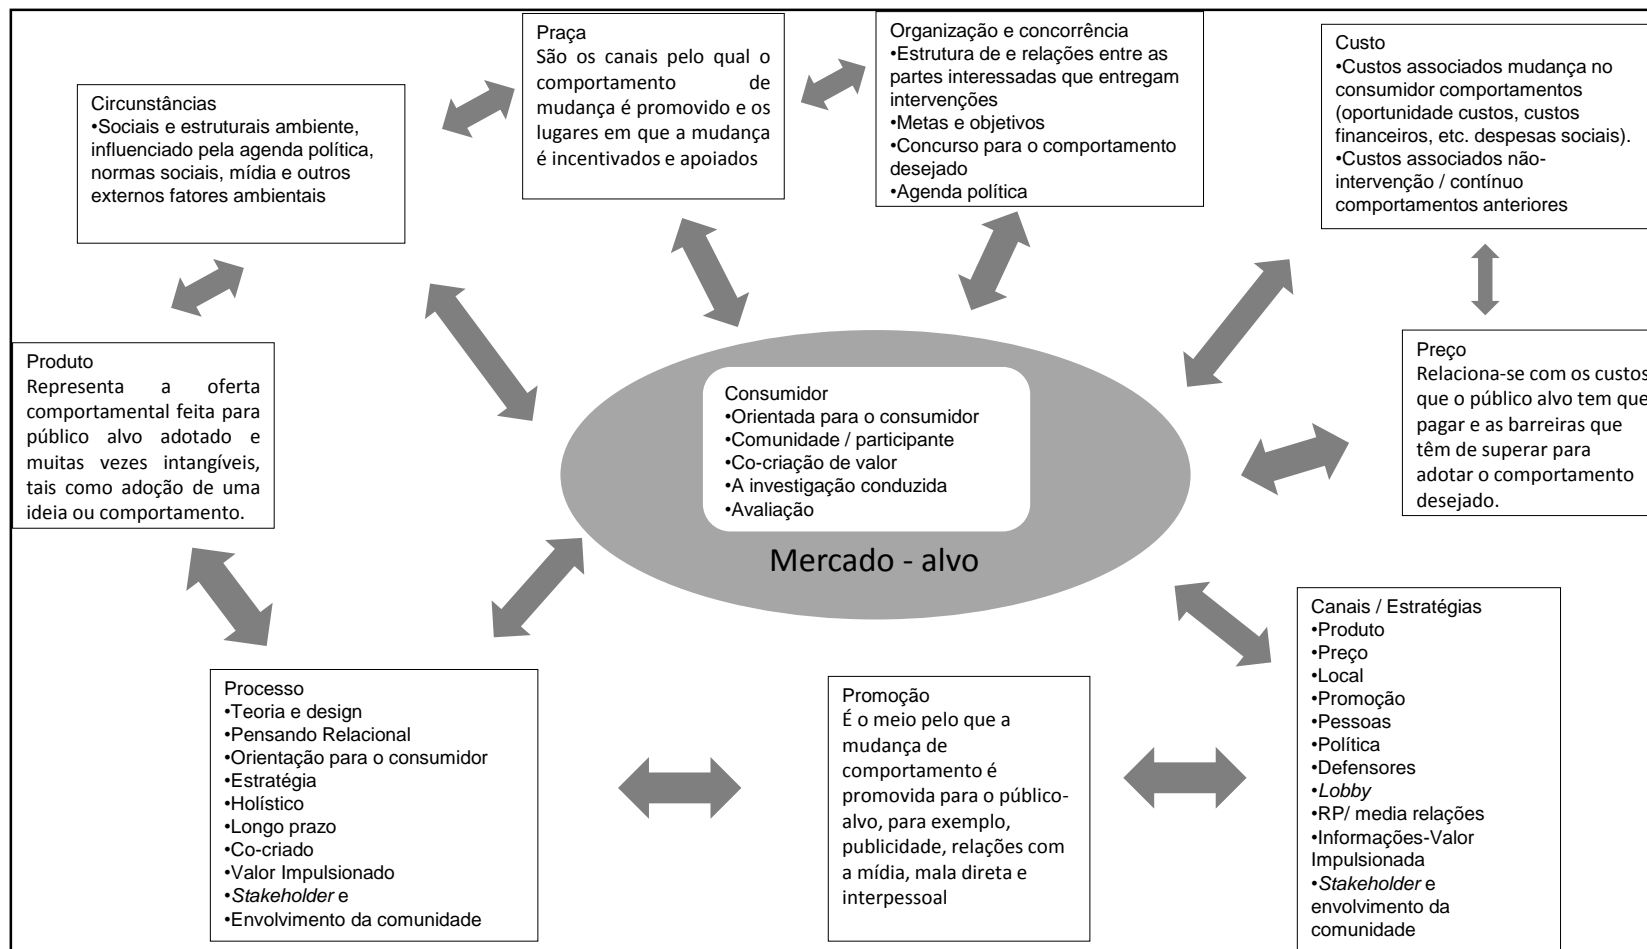 Praça
São os canais pelo qual o
comportamento de
mudança é promovido e os
lugares em que a mudança
é incentivados e apoiados
Organização e concorrência
•Estrutura de e relações entre as
partes interessadas que entregam
intervenções
•Metas e objetivos
•Concurso para o comportamento
desejado
•Agenda política
Custo
•Custos associados mudança no
consumidor comportamentos
(oportunidade custos, custos
financeiros, etc. despesas sociais).
•Custos associados não-
intervenção / contínuo
comportamentos anteriores
Circunstâncias
•Sociais e estruturais ambiente,
influenciado pela agenda política,
normas sociais, mídia e outros
externos fatores ambientais
Produto
Representa a oferta
comportamental feita para
público alvo adotado e
muitas vezes intangíveis,
tais como adoção de uma
ideia ou comportamento.
Consumidor
•Orientada para o consumidor
•Comunidade / participante
•Co-criação de valor
•A investigação conduzida
•Avaliação
Mercado - alvo
Preço
Relaciona-se com os custos
que o público alvo tem que
pagar e as barreiras que
têm de superar para
adotar o comportamento
desejado.
Processo
•Teoria e design
•Pensando Relacional
•Orientação para o consumidor
•Estratégia
•Holístico
•Longo prazo
•Co-criado
•Valor Impulsionado
•Stakeholder e
•Envolvimento da comunidade
Promoção
É o meio pelo que a
mudança de
comportamento é
promovida para o público-
alvo, para exemplo,
publicidade, relações com
a mídia, mala direta e
interpessoal
Canais / Estratégias
•Produto
•Preço
•Local
•Promoção
•Pessoas
•Política
•Defensores
•Lobby
•RP/ media relações
•Informações-Valor
Impulsionada
•Stakeholder e
envolvimento da
comunidade